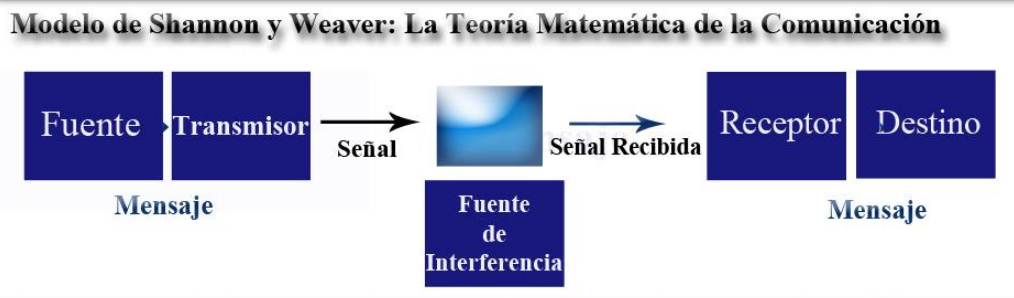 Modelo de Shannon y Weaver: La Teoría Matemática de la Comunicación
Fuente
Transmisor
Señal
Señal Recibida
Receptor
Destino
Mensaje
Fuente
de
Interferencia
Mensaje